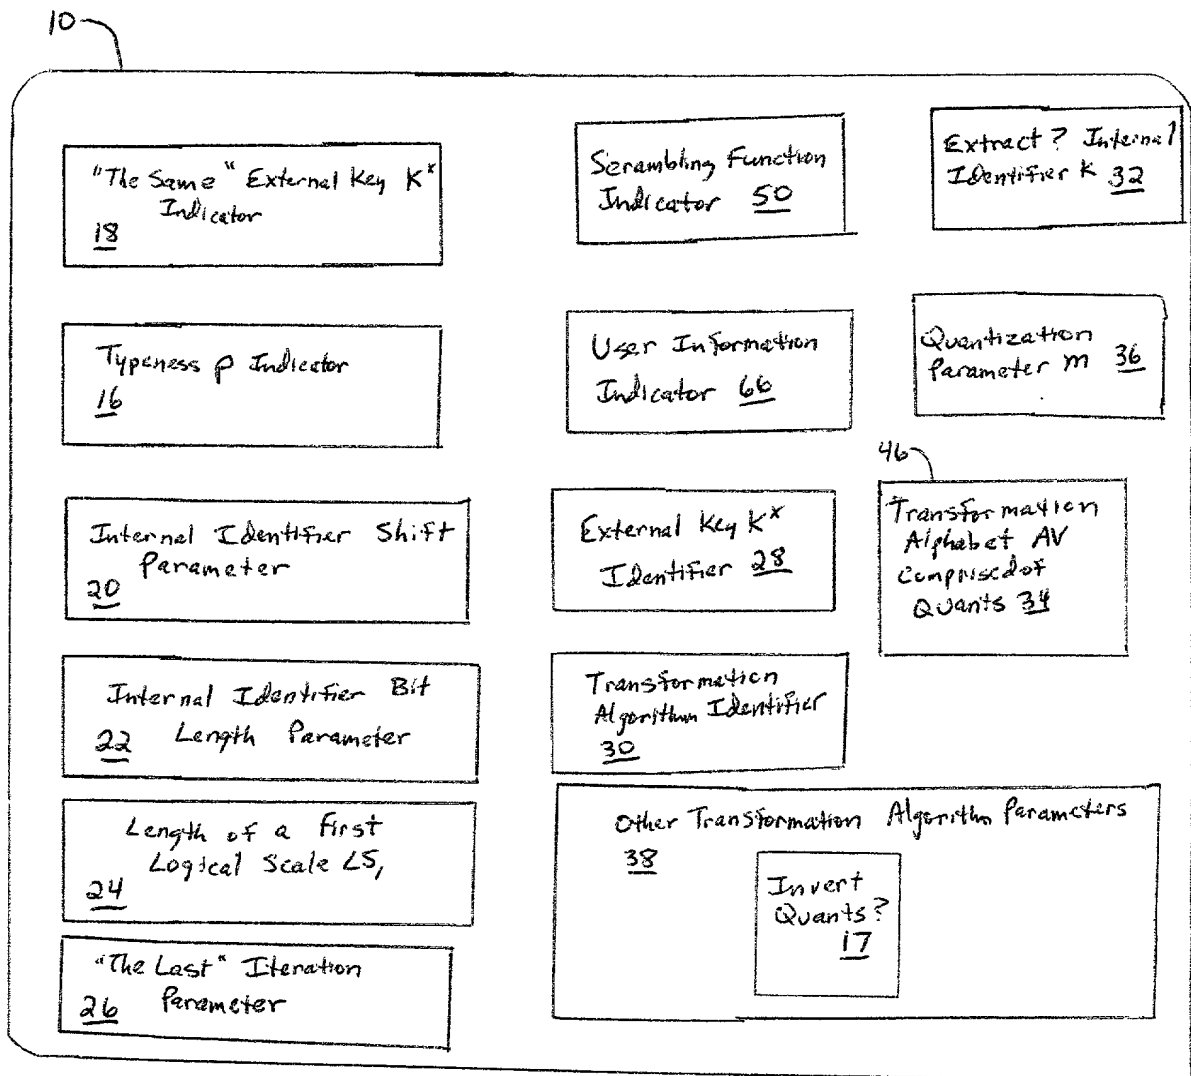 10
"The Same" External Key K*
Indicator
18
Typeness p Indicator
16
Internal Identifier Shift
Parameter
20
Internal Identifier Bit
22 Length Parameter
Length of a First
Logical Scale LS,
24
"The Last" Iteration
26 Parameter
Scrambling Function
Indicator 50
User Information
Indicator 66
External Key K*
Identifier 28
Transformation
Algorithm Identifier
30
Extract? Internal
Identifier K 32
Quantization
Parameter m 36
46
Transformation
Alphabet AV
Comprised of
Quants 34
Other Transformation Algorithm Parameters
38
Invert
Quants?
17